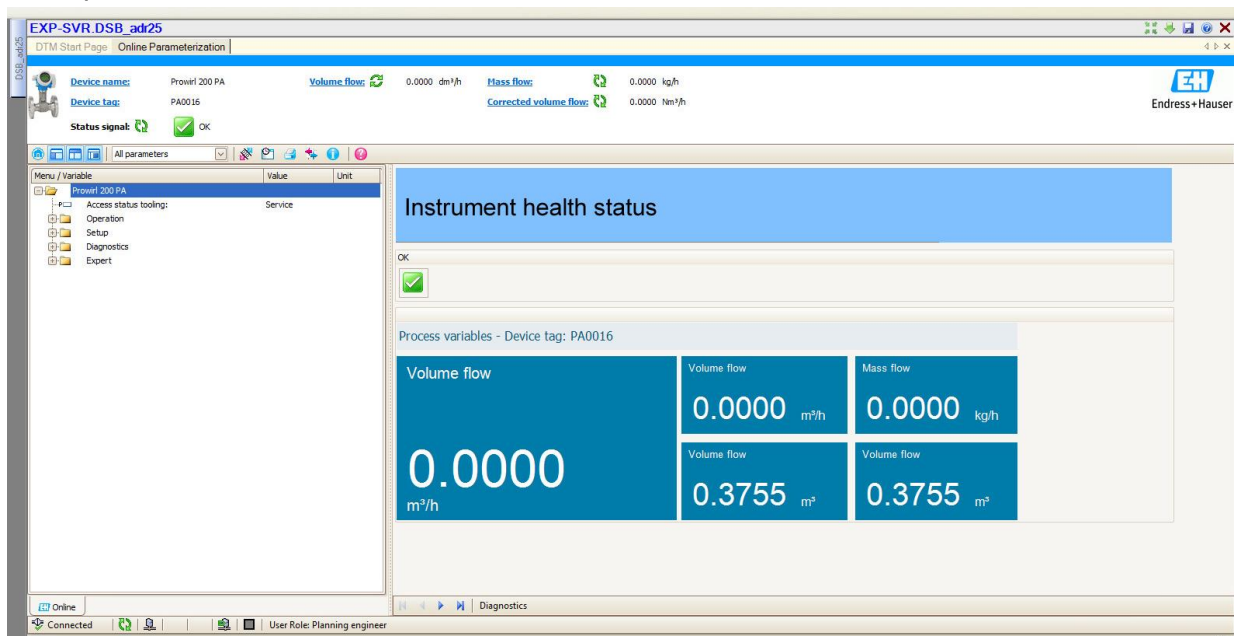 EXP-SVR.DSB_adr25
DSB_adr25
DTM Start Page Online Parameterization
Device name: Prowirl 200 PA Volume flow: 0.0000 dm³/h Mass flow: 0.0000 kg/h
Device tag: PA0016 Corrected volume flow: 0.0000 Nm³/h
Status signal: OK
EH
Endress+Hauser
All parameters
Menu / Variable Value Unit
Prowirl 200 PA
Access status tooling: Service
Operation
Setup
Diagnostics
Expert
Instrument health status
OK
Process variables - Device tag: PA0016
Volume flow
0.0000
m³/h
Volume flow
0.0000 m³/h
Mass flow
0.0000 kg/h
Volume flow
0.3755 m³
Volume flow
0.3755 m³
Online
Diagnostics
Connected User Role: Planning engineer